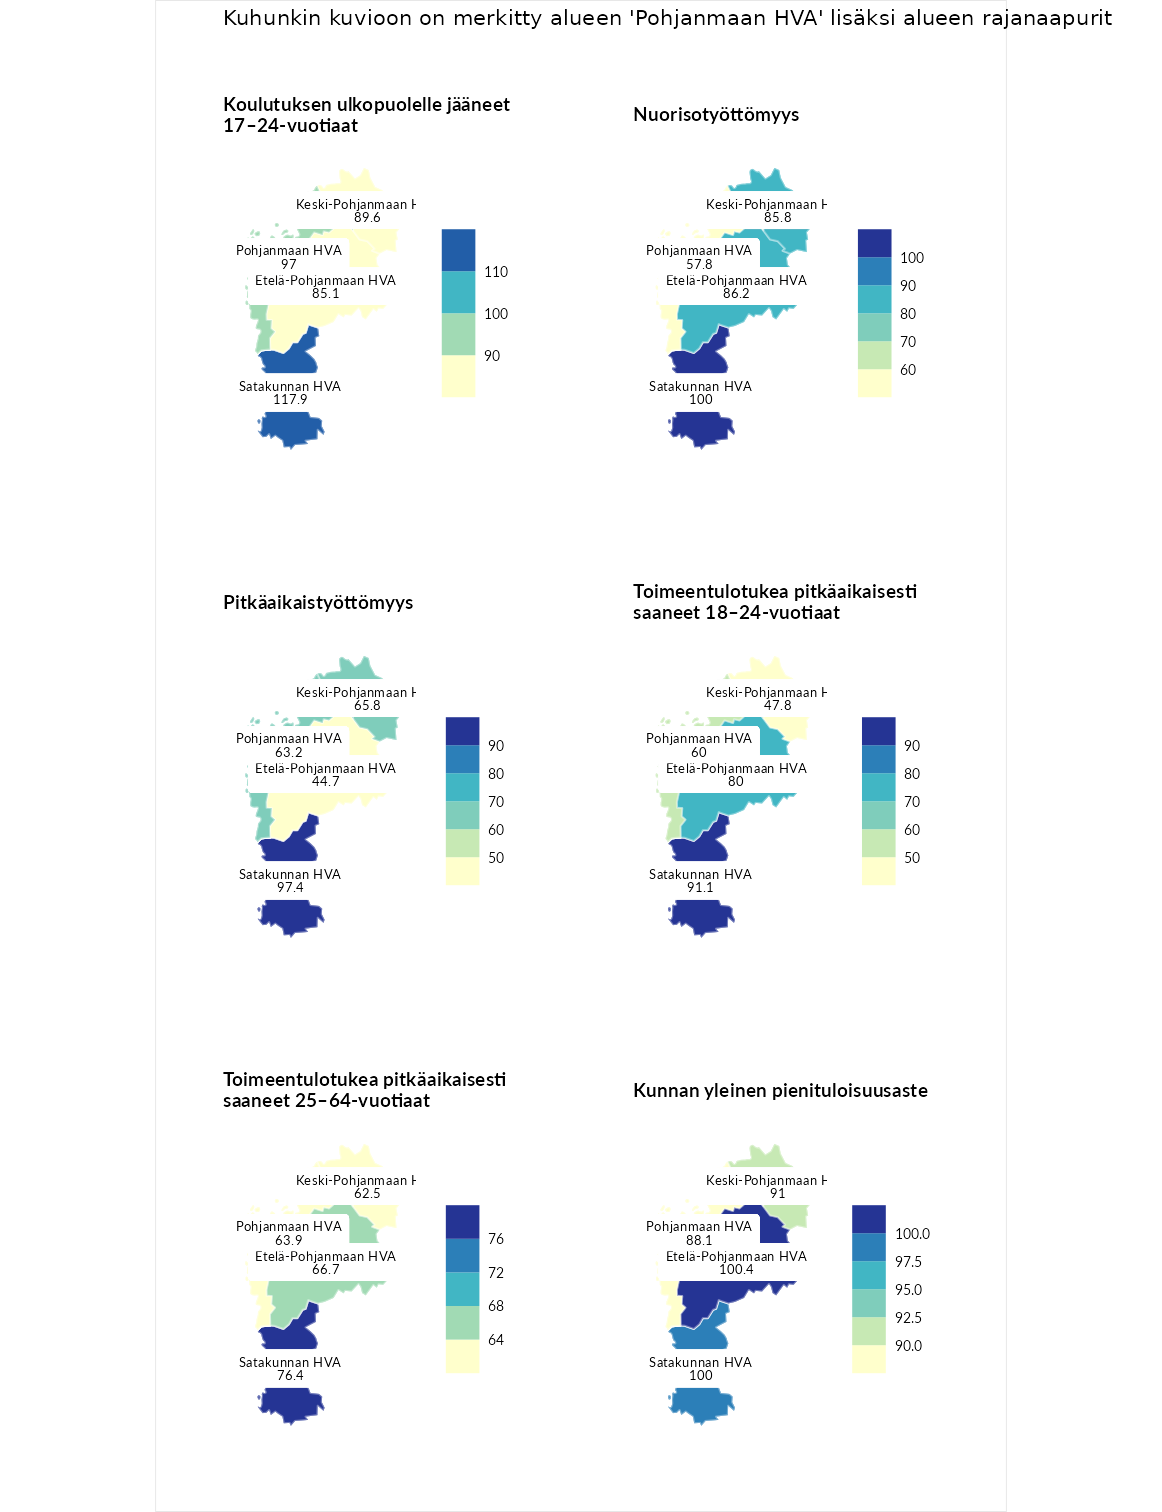 Kuhunkin kuvioon on merkitty alueen 'Pohjanmaan HVA' lisäksi alueen rajanaapurit
Koulutuksen ulkopuolelle jääneet
17–24-vuotiaat
Keski-Pohjanmaan H
89.6
Pohjanmaan HVA
97
Etelä-Pohjanmaan HVA
85.1
Satakunnan HVA
117.9
110
100
90
Nuorisotyöttömyys
Keski-Pohjanmaan H
85.8
Pohjanmaan HVA
57.8
Etelä-Pohjanmaan HVA
86.2
Satakunnan HVA
100
100
90
80
70
60
Pitkäaikaistyöttömyys
Keski-Pohjanmaan H
65.8
Pohjanmaan HVA
63.2
Etelä-Pohjanmaan HVA
44.7
Satakunnan HVA
97.4
90
80
70
60
50
Toimeentulotukea pitkäaikaisesti
saaneet 18–24-vuotiaat
Keski-Pohjanmaan H
47.8
Pohjanmaan HVA
60
Etelä-Pohjanmaan HVA
80
Satakunnan HVA
91.1
90
80
70
60
50
Toimeentulotukea pitkäaikaisesti
saaneet 25–64-vuotiaat
Keski-Pohjanmaan H
62.5
Pohjanmaan HVA
63.9
Etelä-Pohjanmaan HVA
66.7
Satakunnan HVA
76.4
76
72
68
64
Kunnan yleinen pienituloisuusaste
Keski-Pohjanmaan H
91
Pohjanmaan HVA
88.1
Etelä-Pohjanmaan HVA
100.4
Satakunnan HVA
100
100.0
97.5
95.0
92.5
90.0